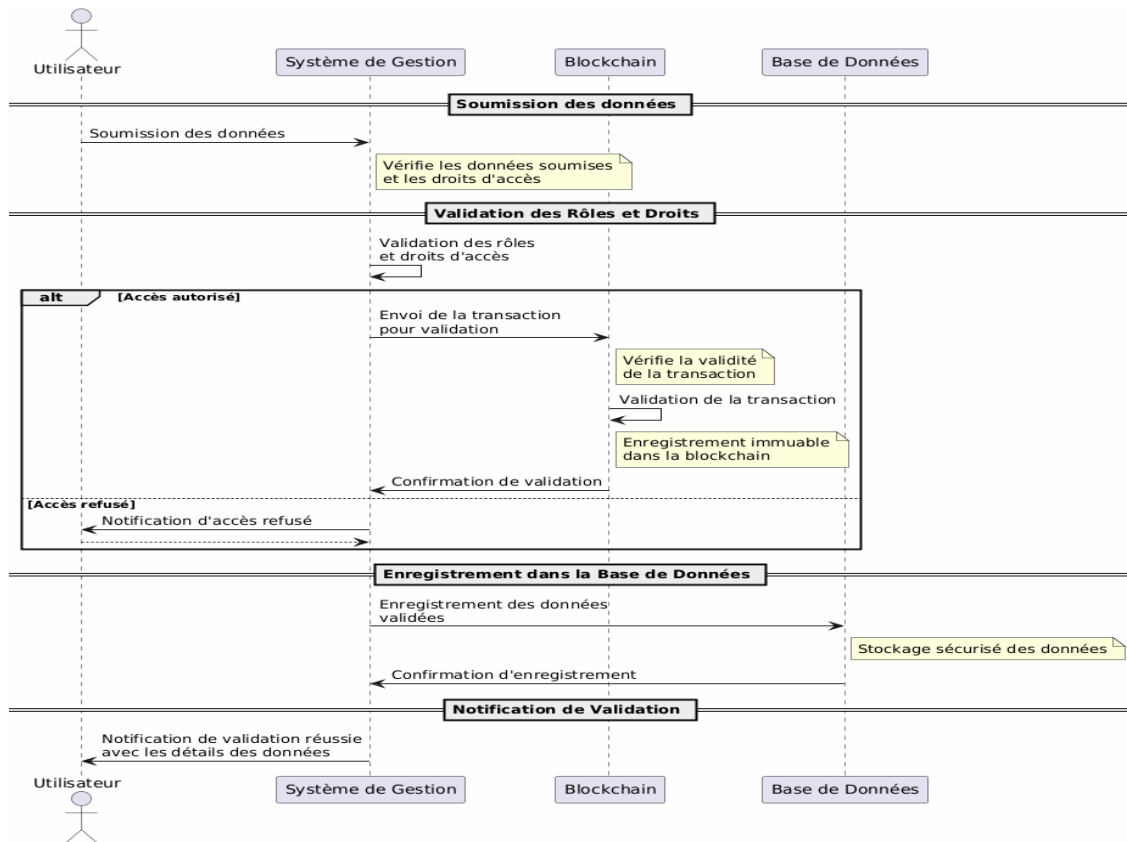 Utilisateur
Système de Gestion
Blockchain
Base de Données
Soumission des données
Soumission des données
Vérifie les données soumises
et les droits d'accès
Validation des Rôles et Droits
Validation des rôles
et droits d'accès
alt
[Accès autorisé]
Envoi de la transaction
pour validation
Vérifie la validité
de la transaction
Validation de la transaction
Enregistrement immuable
dans la blockchain
Confirmation de validation
[Accès refusé]
Notification d'accès refusé
Enregistrement dans la Base de Données
Enregistrement des données
validées
Stockage sécurisé des données
Confirmation d'enregistrement
Notification de Validation
Notification de validation réussie
avec les détails des données
Utilisateur
Système de Gestion
Blockchain
Base de Données